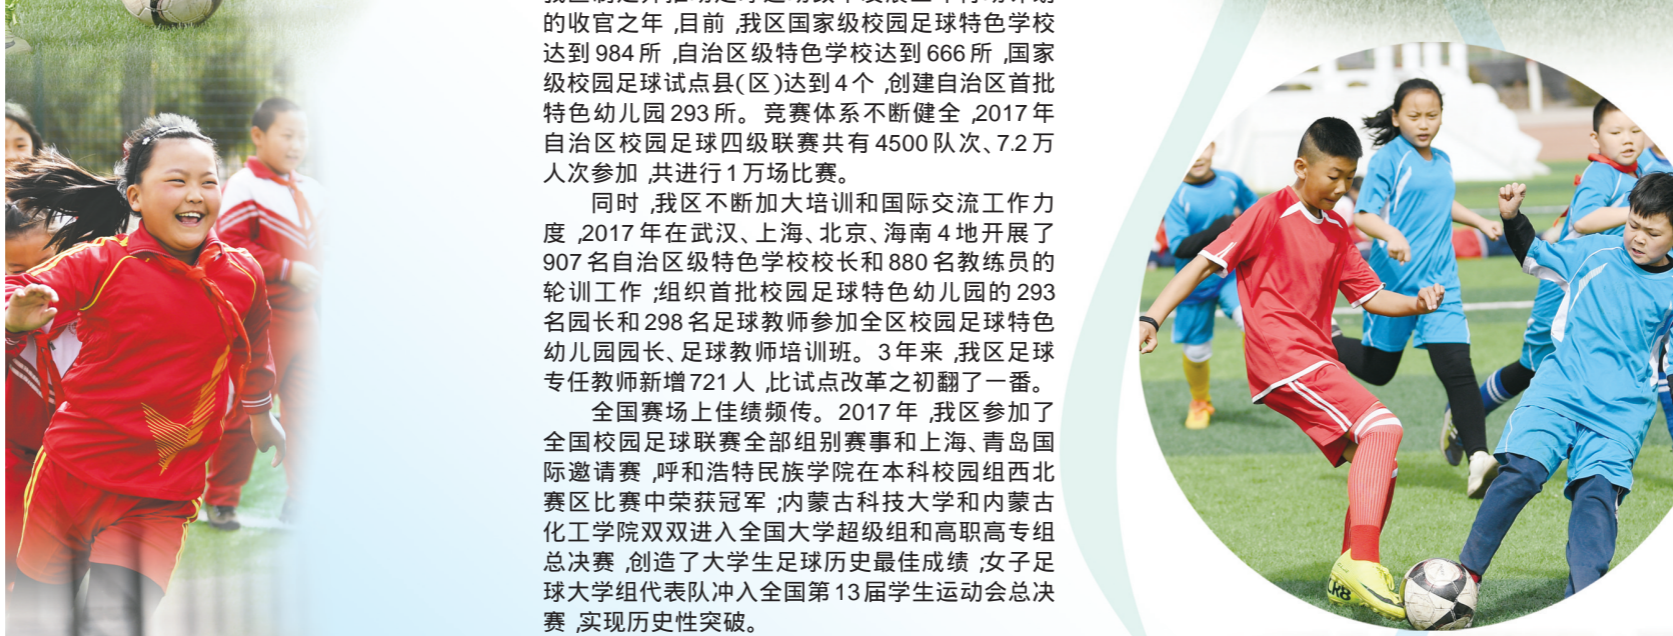 的收官之年,目前,我区国家级校园足球特色学校
达到984所,自治区级特色学校达到666所,国家
级校园足球试点县(区)达到4个,创建自治区首批
特色幼儿园293所。竞赛体系不断健全,2017年
自治区校园足球四级联赛共有4500队次、7.2万
人次参加,共进行1万场比赛。
同时,我区不断加大培训和国际交流工作力
度,2017年在武汉、上海、北京、海南4地开展了
907名自治区级特色学校校长和880名教练员的
轮训工作;组织首批校园足球特色幼儿园的293
名园长和298名足球教师参加全区校园足球特色
幼儿园园长、足球教师培训班。3年来,我区足球
专任教师新增721人,比试点改革之初翻了一番。
全国赛场上佳绩频传。2017年,我区参加了
全国校园足球联赛全部组别赛事和上海、青岛国
际邀请赛,呼和浩特民族学院在本科校园组西北
赛区比赛中荣获冠军;内蒙古科技大学和内蒙古
化工学院双双进入全国大学超级组和高职高专组
总决赛,创造了大学生足球历史最佳成绩;女子足
球大学组代表队冲入全国第13届学生运动会总决
赛,实现历史性突破。